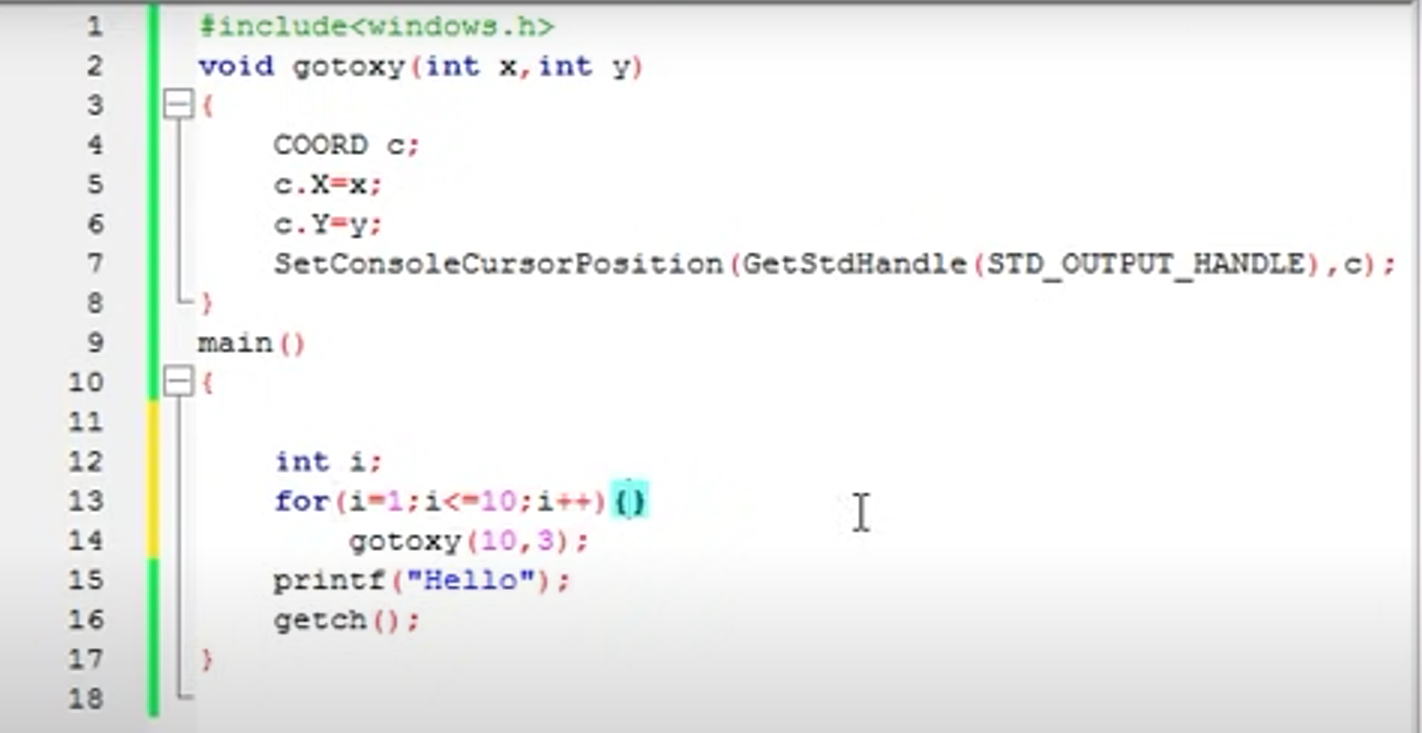 1 #include<windows.h>
2 void gotoxy(int x,int y)
3 {
4 COORD c;
5 c.X=x;
6 c.Y=y;
7 SetConsoleCursorPosition(GetStdHandle(STD_OUTPUT_HANDLE),c);
8 }
9 main()
10 {
11
12 int i;
13 for(i=1;i<=10;i++){}
14 gotoxy(10,3);
15 printf("Hello");
16 getch();
17 }
18